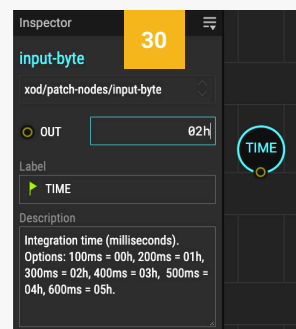 Inspector
30
input-byte
xod/patch-nodes/input-byte
OUT
02h
TIME
Label
TIME
Description
Integration time (milliseconds).
Options: 100ms = 00h, 200ms = 01h,
300ms = 02h, 400ms = 03h, 500ms =
04h, 600ms = 05h.